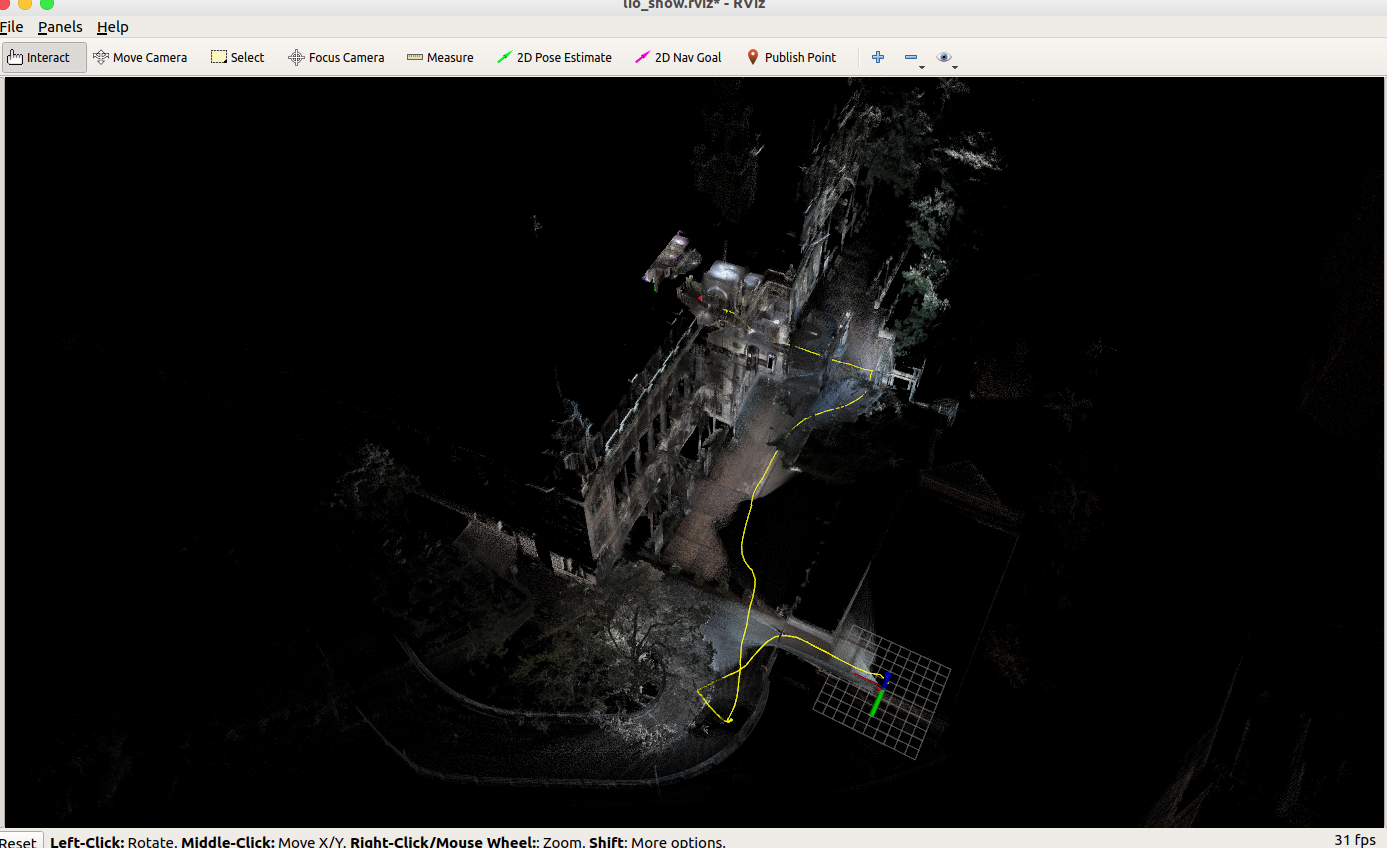 lio_show.rviz* - RViz
File Panels Help
Interact Move Camera Select Focus Camera Measure 2D Pose Estimate 2D Nav Goal Publish Point
Reset Left-Click: Rotate. Middle-Click: Move X/Y. Right-Click/Mouse Wheel:: Zoom. Shift: More options. 31 fps